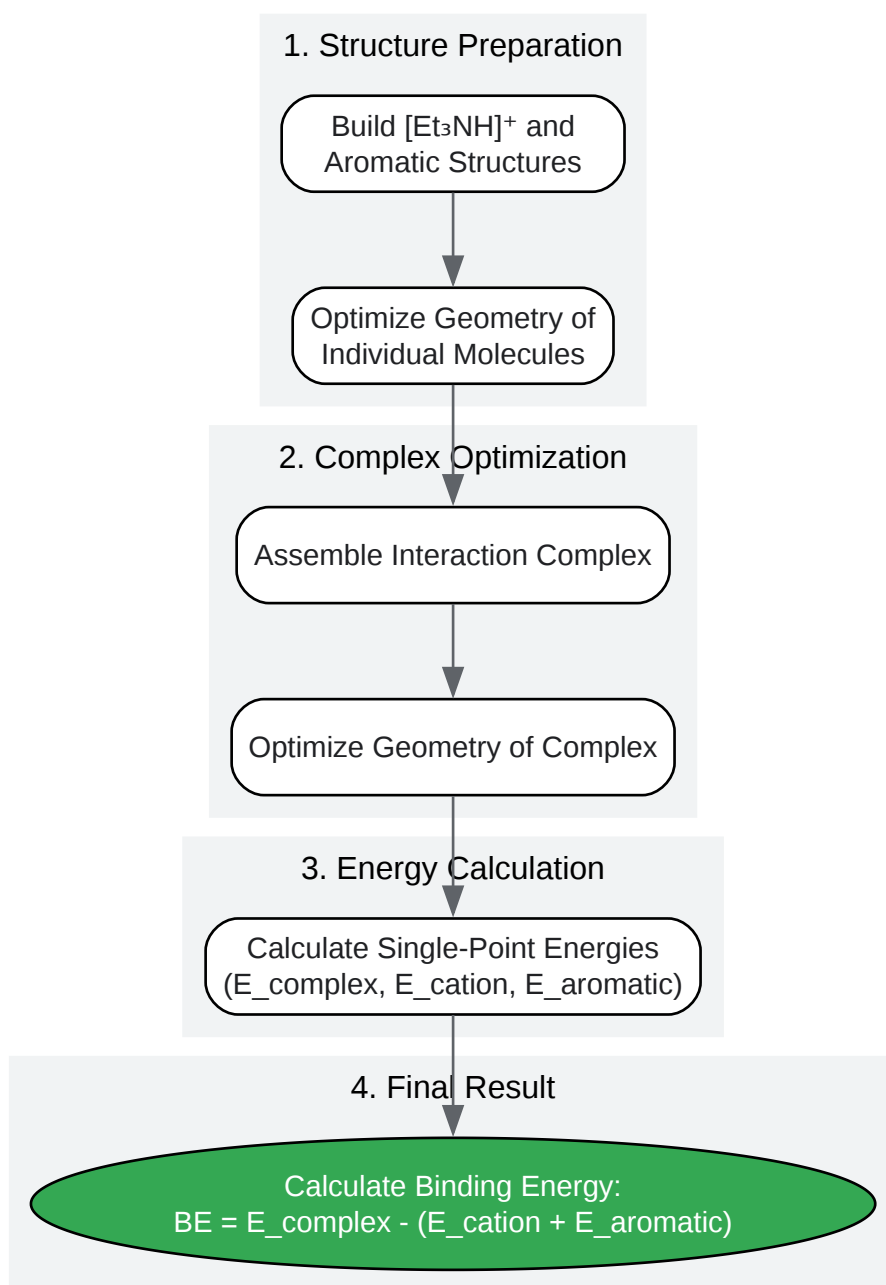 1. Structure Preparation
Build [Et₃NH]⁺ and
Aromatic Structures
Optimize Geometry of
Individual Molecules
2. Complex Optimization
Assemble Interaction Complex
Optimize Geometry of Complex
3. Energy Calculation
Calculate Single-Point Energies
(E_complex, E_cation, E_aromatic)
4. Final Result
Calculate Binding Energy:
BE = E_complex - (E_cation + E_aromatic)